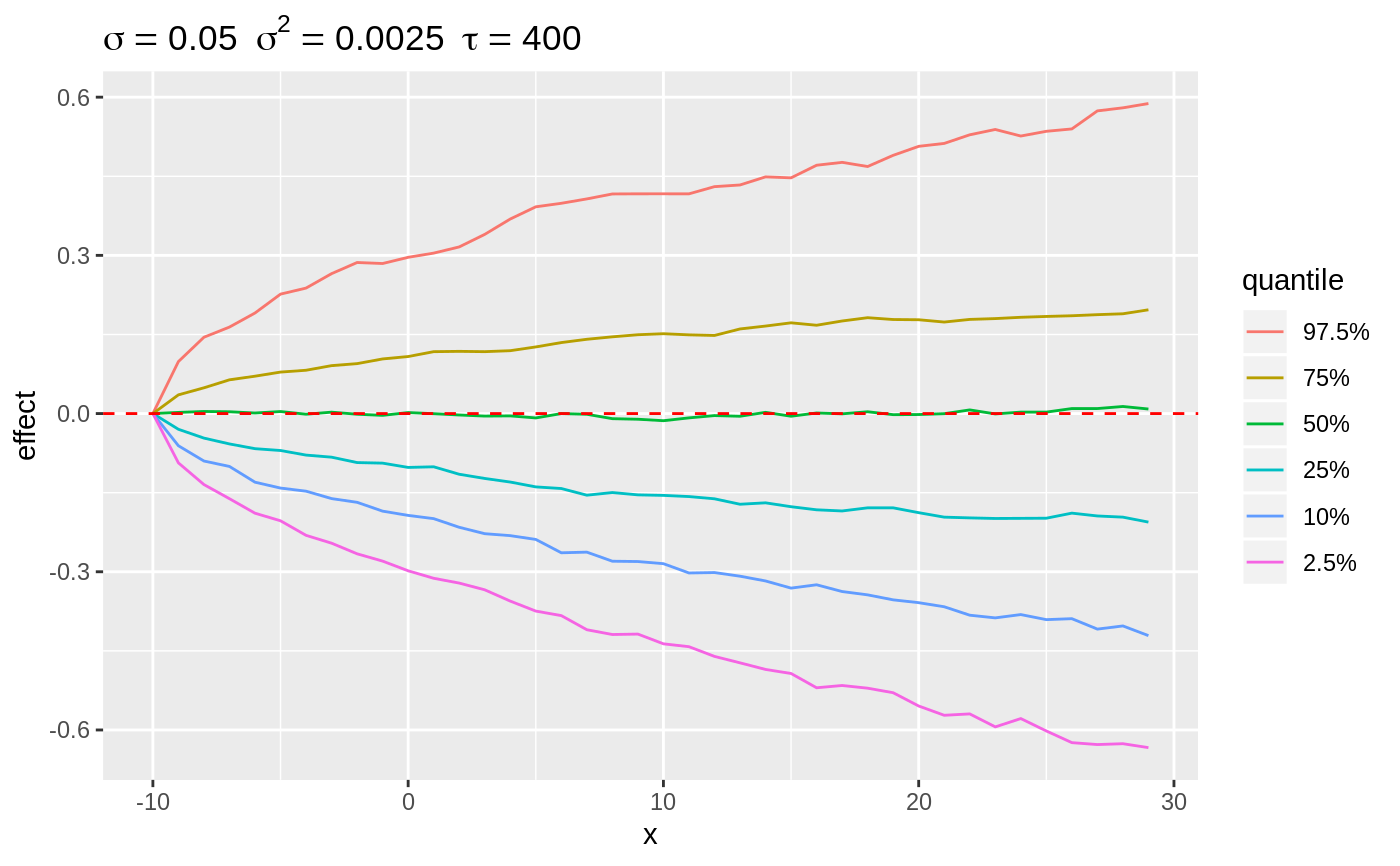 σ = 0.05 σ² = 0.0025 τ = 400
effect
0.6
0.3
0.0
-0.3
-0.6
-10 0 10 20 30
x
quantile
97.5%
75%
50%
25%
10%
2.5%